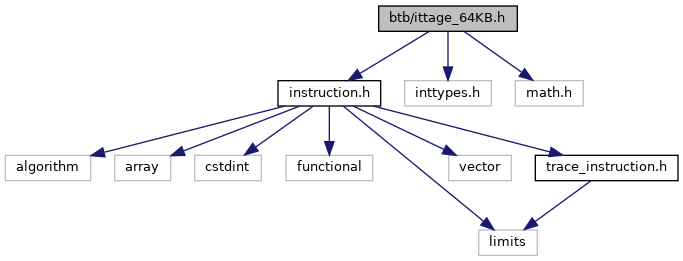 btb/ittage_64KB.h
instruction.h
inttypes.h
math.h
algorithm
array
cstdint
functional
vector
trace_instruction.h
limits